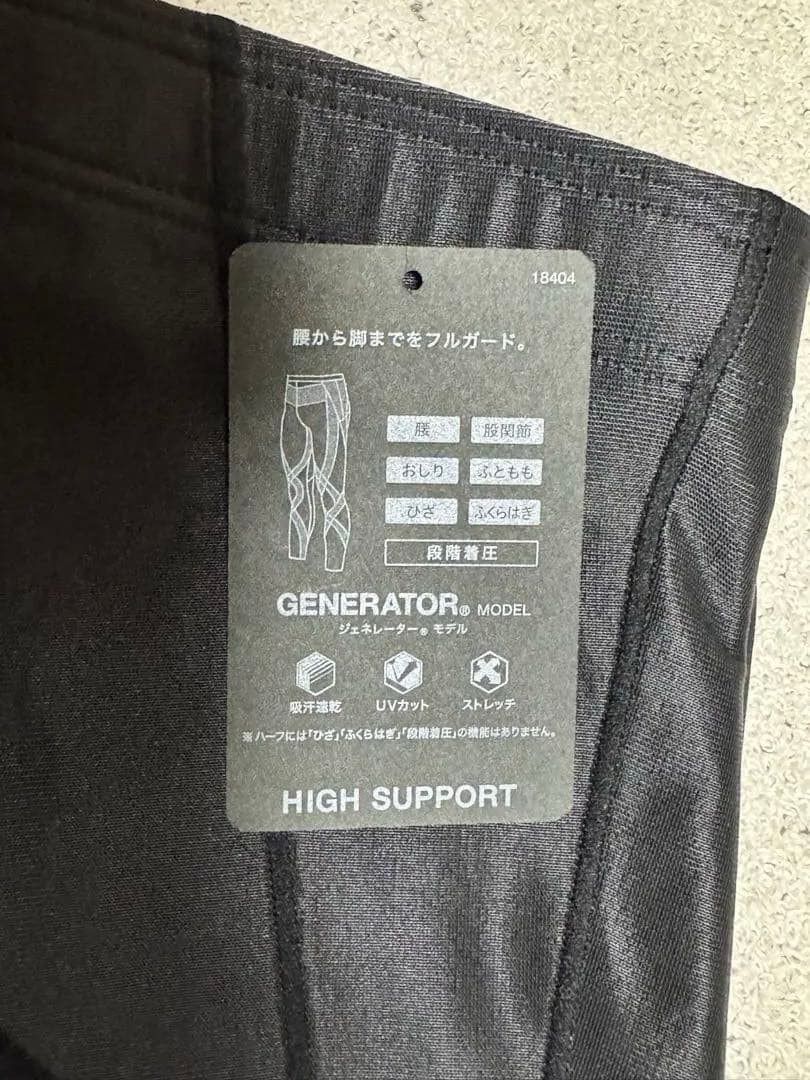 18404
腰から脚までをフルガード。
腰 股関節
おしり ふともも
ひざ ふくらはぎ
段階着圧
GENERATOR® MODEL
ジェネレーター® モデル
吸汗速乾 UVカット ストレッチ
※ハーフには「ひざ」「ふくらはぎ」「段階着圧」の機能はありません。
HIGH SUPPORT